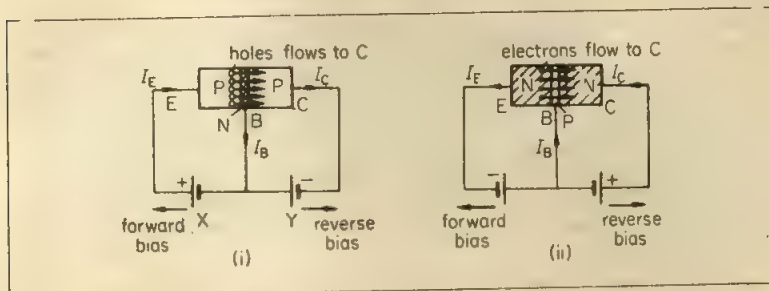 holes flows to C
I_E
I_C
P
P
E
C
N
B
I_B
+
−
X
Y
forward
bias
reverse
bias
(i)
electrons flow to C
I_E
I_C
N
N
E
C
B
P
I_B
−
+
forward
bias
reverse
bias
(ii)